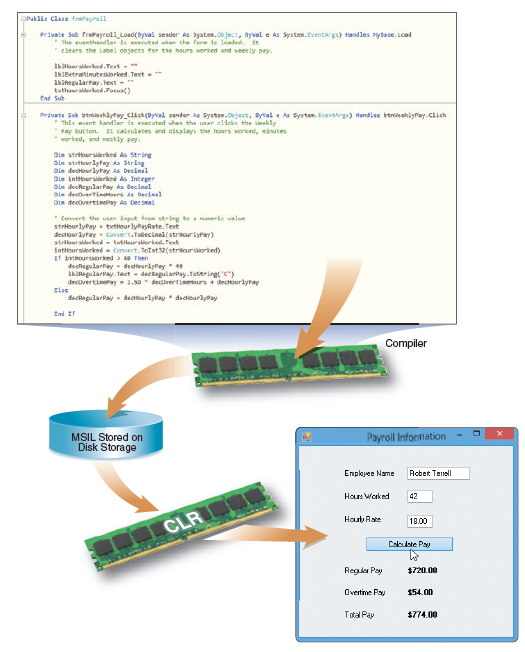 Public Class frmPayroll
Private Sub frmPayroll_Load(ByVal sender As System.Object, ByVal e As System.EventArgs) Handles MyBase.Load
' The eventhandler is executed when the form is loaded. It
' clears the Label objects for the hours worked and weekly pay.
lblHoursWorked.Text = ""
lblExtraMinutesWorked.Text = ""
lblRegularPay.Text = ""
txtHoursWorked.Focus()
End Sub
Private Sub btnWeeklyPay_Click(ByVal sender As System.Object, ByVal e As System.EventArgs) Handles btnWeeklyPay.Click
' This event handler is executed when the user clicks the Weekly
' Pay button. It calculates and displays the hours worked, minutes
' worked, and weekly pay.
Dim strHoursWorked As String
Dim strHourlyPay As String
Dim decHourlyPay As Decimal
Dim intHoursWorked As Integer
Dim decRegularPay As Decimal
Dim decOverTimeHours As Decimal
Dim decOvertimePay As Decimal
' Convert the user input from string to a numeric value
strHourlyPay = txtHourlyPayRate.Text
decHourlyPay = Convert.ToDecimal(strHourlyPay)
strHoursWorked = txtHoursWorked.Text
intHoursWorked = Convert.ToInt32(strHoursWorked)
If intHoursWorked > 40 Then
decRegularPay = decHourlyPay * 40
lblRegularPay.Text = decRegularPay.ToString("C")
decOvertimePay = 1.50 * decOverTimeHours + decHourlyPay
Else
decRegularPay = decHourlyPay * decHourlyPay
End If
Compiler
MSIL Stored on
Disk Storage
CLR
Payroll Information
Employee Name Robert Terrell
Hours Worked 42
Hourly Rate 18.00
Calculate Pay
Regular Pay $720.00
Overtime Pay $54.00
Total Pay $774.00